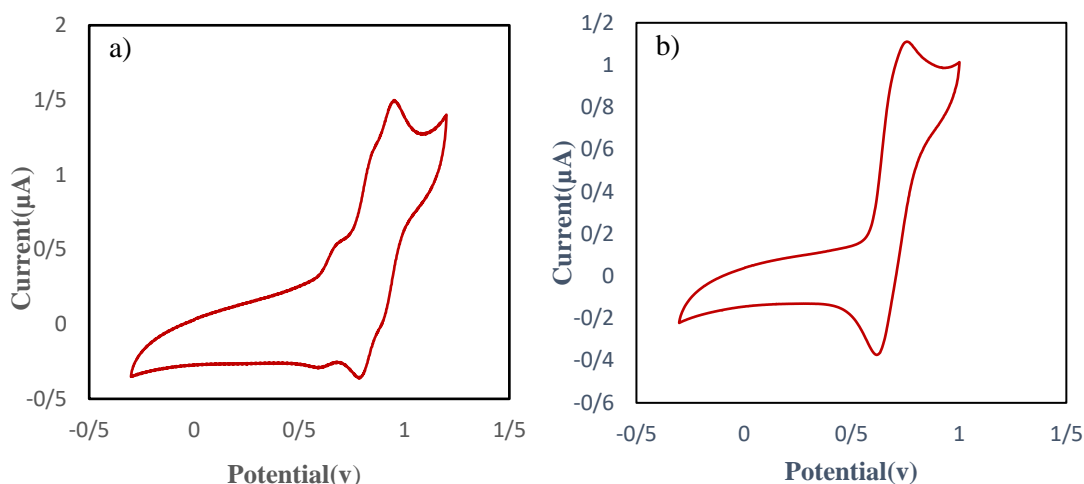 a)
2
1/5
1
0/5
0
-0/5
Current(µA)
-0/5 0 0/5 1 1/5
Potential(v)
b)
1/2
1
0/8
0/6
0/4
0/2
0
-0/2
-0/4
-0/6
Current(µA)
-0/5 0 0/5 1 1/5
Potential(v)